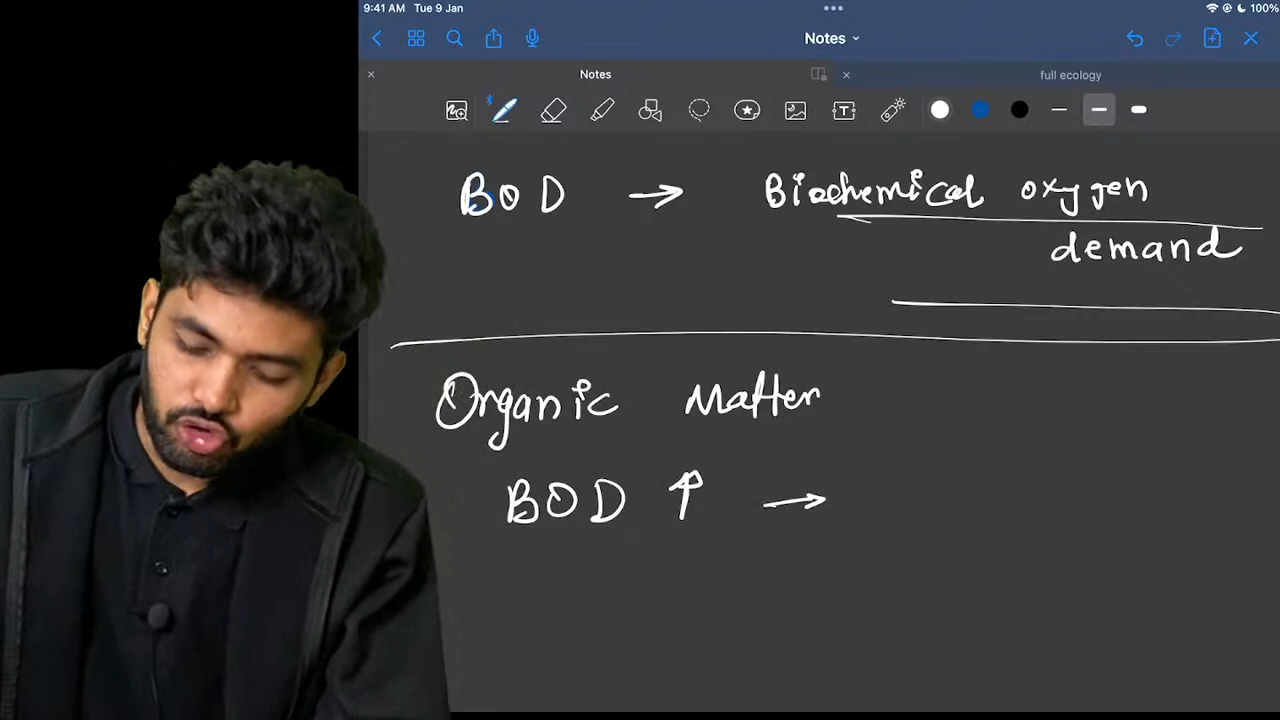 9:41 AM Tue 9 Jan
100%
Notes
Notes
full ecology
BOD → Biochemical oxygen
demand
Organic Matter
BOD ↑ →